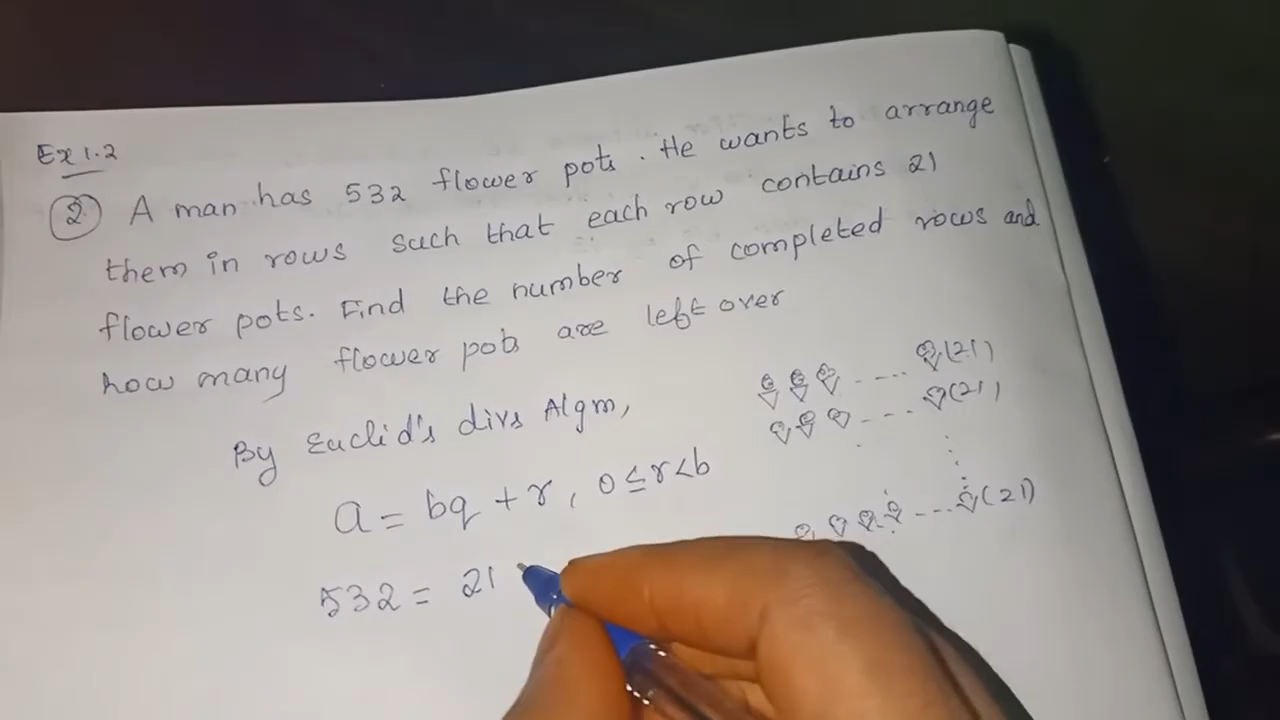 Ex 1.2
2 A man has 532 flower pots. He wants to arrange
them in rows such that each row contains 21
flower pots. Find the number of completed rows and
how many flower pots are left over
(21)
(21)
By Euclid's divs Algm,
a = bq + r, 0 ≤ r < b
(21)
532 = 21